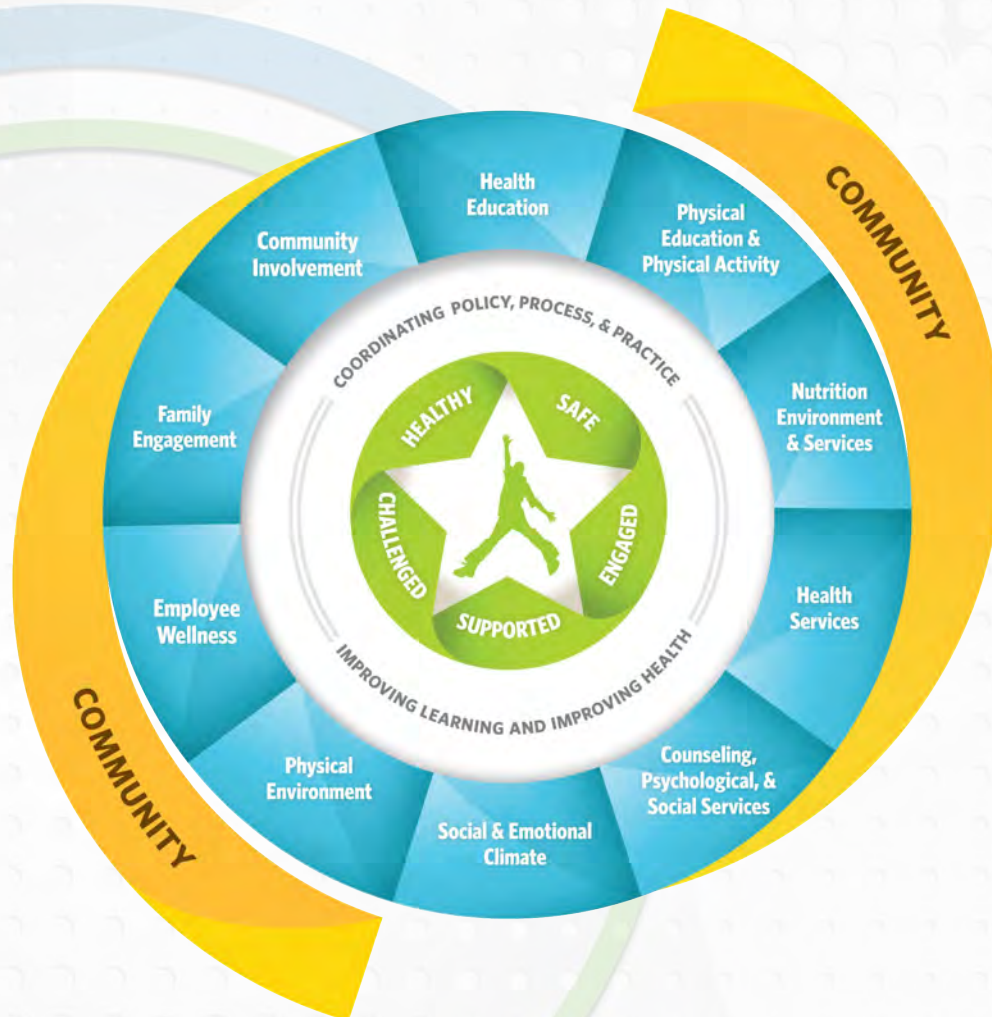 COMMUNITY
Health
Education
Physical
Education &
Physical Activity
Nutrition
Environment
& Services
Health
Services
Counseling,
Psychological, &
Social Services
Social & Emotional
Climate
Physical
Environment
Employee
Wellness
Family
Engagement
Community
Involvement
COORDINATING POLICY, PROCESS, & PRACTICE
IMPROVING LEARNING AND IMPROVING HEALTH
HEALTHY
SAFE
ENGAGED
SUPPORTED
CHALLENGED
COMMUNITY